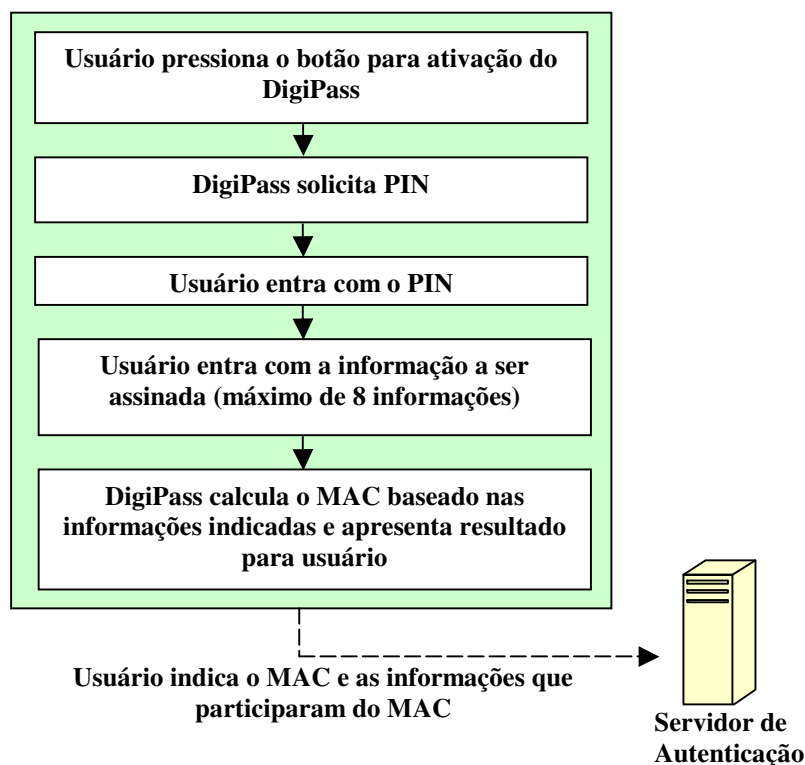 Usuário pressiona o botão para ativação do
DigiPass
DigiPass solicita PIN
Usuário entra com o PIN
Usuário entra com a informação a ser
assinada (máximo de 8 informações)
DigiPass calcula o MAC baseado nas
informações indicadas e apresenta resultado
para usuário
Usuário indica o MAC e as informações que
participaram do MAC
Servidor de
Autenticação